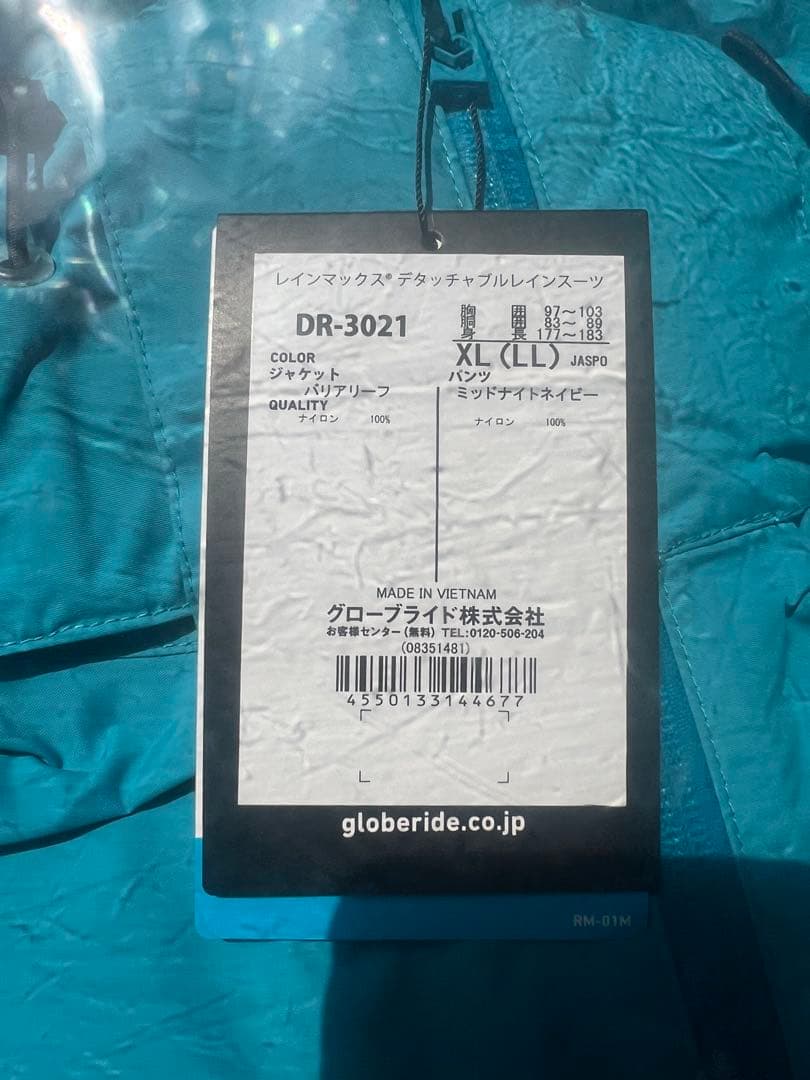 レインマックス® デタッチャブルレインスーツ
DR-3021
胸 囲 97〜103
胴 囲 83〜 89
身 長 177〜183
XL(LL) JASPO
COLOR
ジャケット
バリアリーフ
パンツ
ミッドナイトネイビー
QUALITY
ナイロン 100%
ナイロン 100%
MADE IN VIETNAM
グローブライド株式会社
お客様センター(無料) TEL:0120-506-204
(08351481)
4550133144677
globeride.co.jp
RM-01M